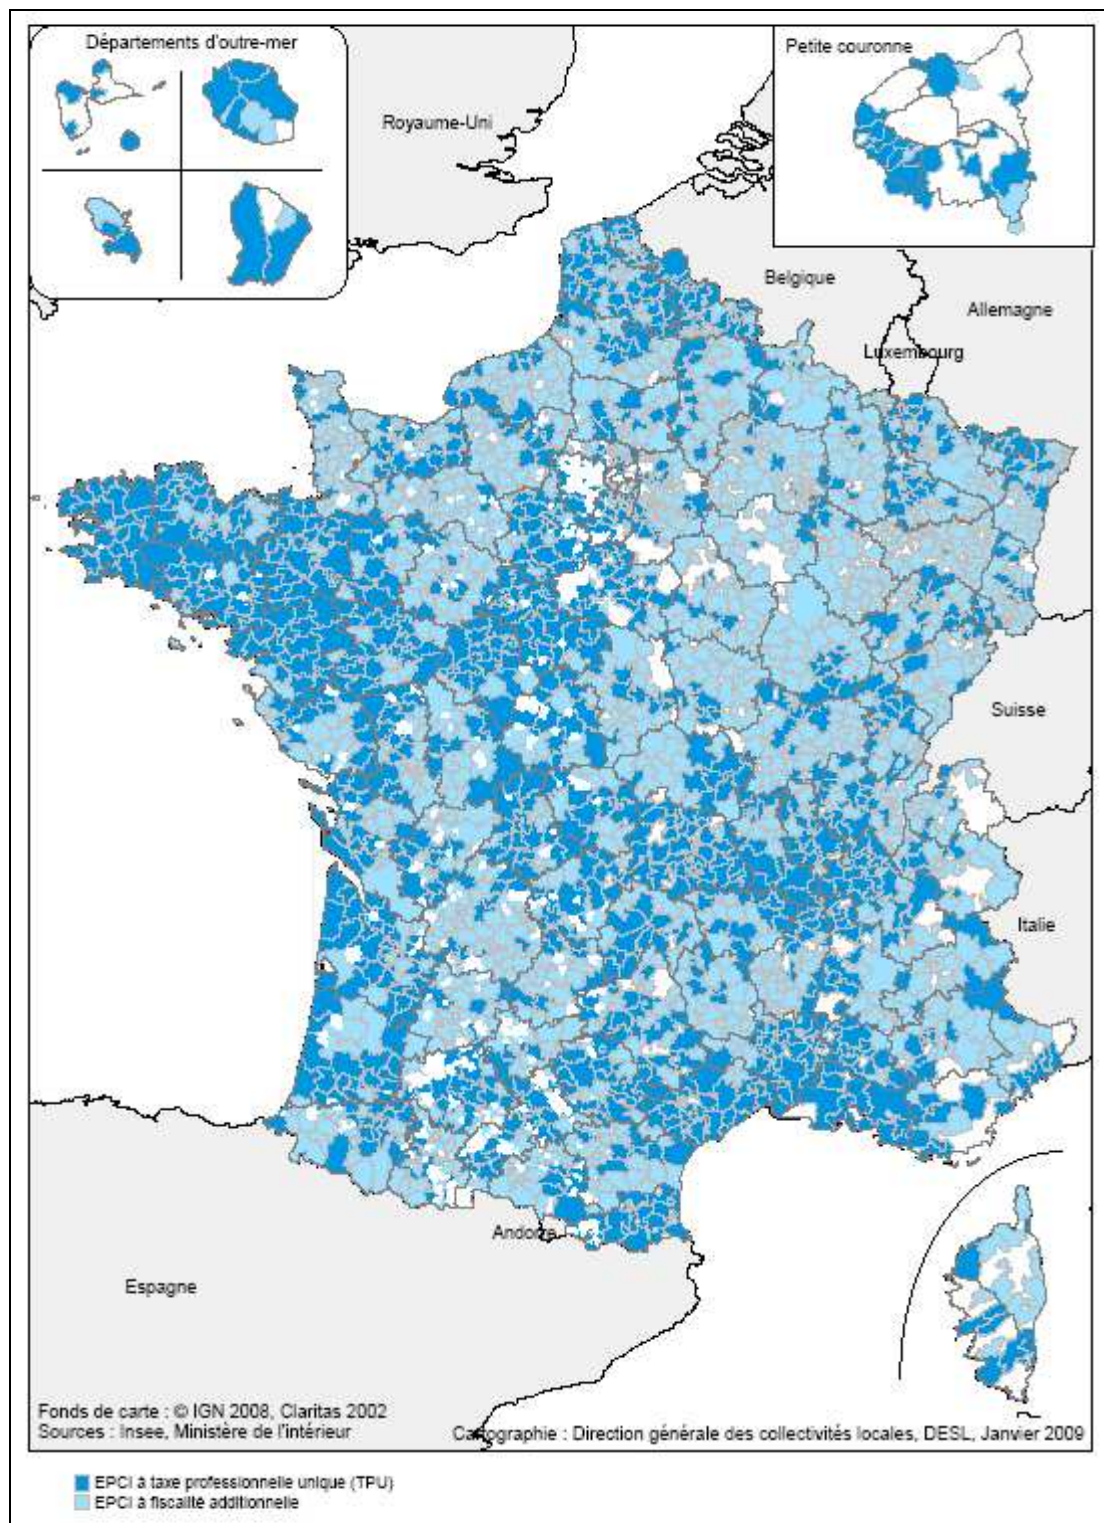 Départements d'outre-mer
Petite couronne
Royaume-Uni
Belgique
Allemagne
Luxembourg
Suisse
Italie
Andorre
Espagne
Fonds de carte : © IGN 2008, Claritas 2002
Sources : Insee, Ministère de l'intérieur
Cartographie : Direction générale des collectivités locales, DESL, Janvier 2009
EPCI à taxe professionnelle unique (TPU)
EPCI à fiscalité additionnelle